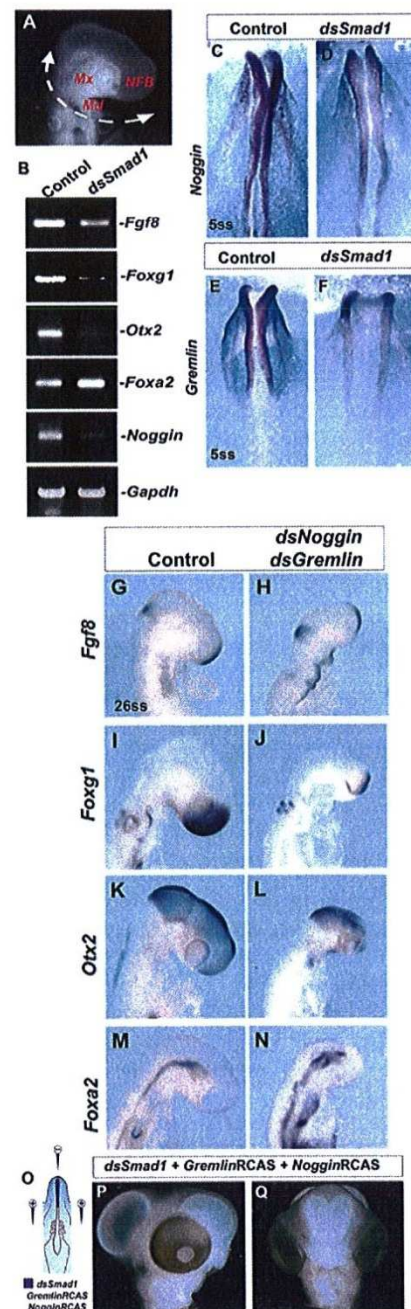 A
Mx
NFB
Md
B
Control
dsSmad1
-Fgf8
-Foxg1
-Otx2
-Foxa2
-Noggin
-Gapdh
Control
dsSmad1
C
D
Noggin
5ss
Control
dsSmad1
E
F
Gremlin
5ss
Control
dsNoggin
dsGremlin
G
H
Fgf8
26ss
I
J
Foxg1
K
L
Otx2
M
N
Foxa2
O
dsSmad1 + GremlinRCAS + NogginRCAS
P
Q
dsSmad1
GremlinRCAS
NogginRCAS